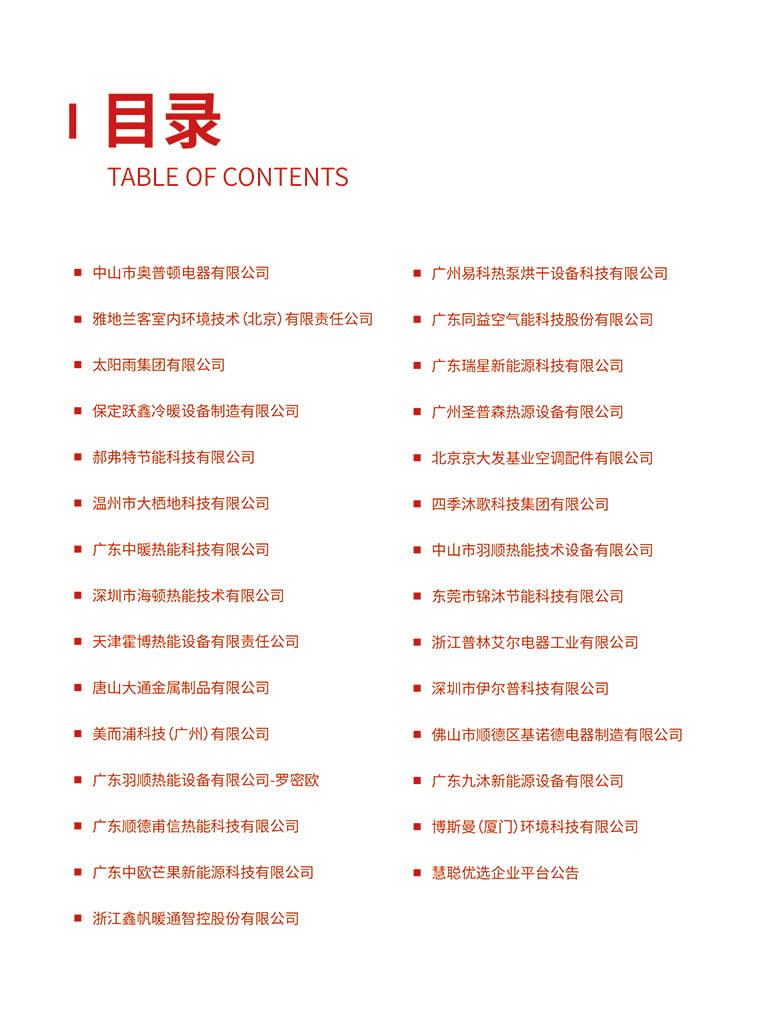 目录
TABLE OF CONTENTS
中山市奥普顿电器有限公司
雅地兰客室内环境技术(北京)有限责任公司
太阳雨集团有限公司
保定跃鑫冷暖设备制造有限公司
郝弗特节能科技有限公司
温州市大栖地科技有限公司
广东中暖热能科技有限公司
深圳市海顿热能技术有限公司
天津霍博热能设备有限责任公司
唐山大通金属制品有限公司
美而浦科技(广州)有限公司
广东羽顺热能设备有限公司-罗密欧
广东顺德甫信热能科技有限公司
广东中欧芒果新能源科技有限公司
浙江鑫帆暖通智控股份有限公司
广州易科热泵烘干设备科技有限公司
广东同益空气能科技股份有限公司
广东瑞星新能源科技有限公司
广州圣普森热源设备有限公司
北京京大发基业空调配件有限公司
四季沐歌科技集团有限公司
中山市羽顺热能技术设备有限公司
东莞市锦沐节能科技有限公司
浙江普林艾尔电器工业有限公司
深圳市伊尔普科技有限公司
佛山市顺德区基诺德电器制造有限公司
广东九沐新能源设备有限公司
博斯曼(厦门)环境科技有限公司
慧聪优选企业平台公告